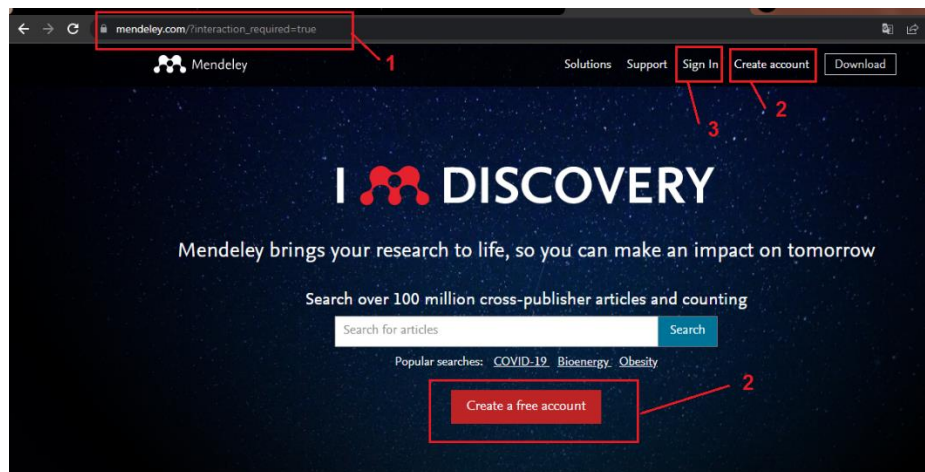 mendeley.com/?interaction_required=true
1
Mendeley
Solutions Support Sign In Create account Download
3
2
I DISCOVERY
Mendeley brings your research to life, so you can make an impact on tomorrow
Search over 100 million cross-publisher articles and counting
Search for articles Search
Popular searches: COVID-19 Bioenergy Obesity
2
Create a free account